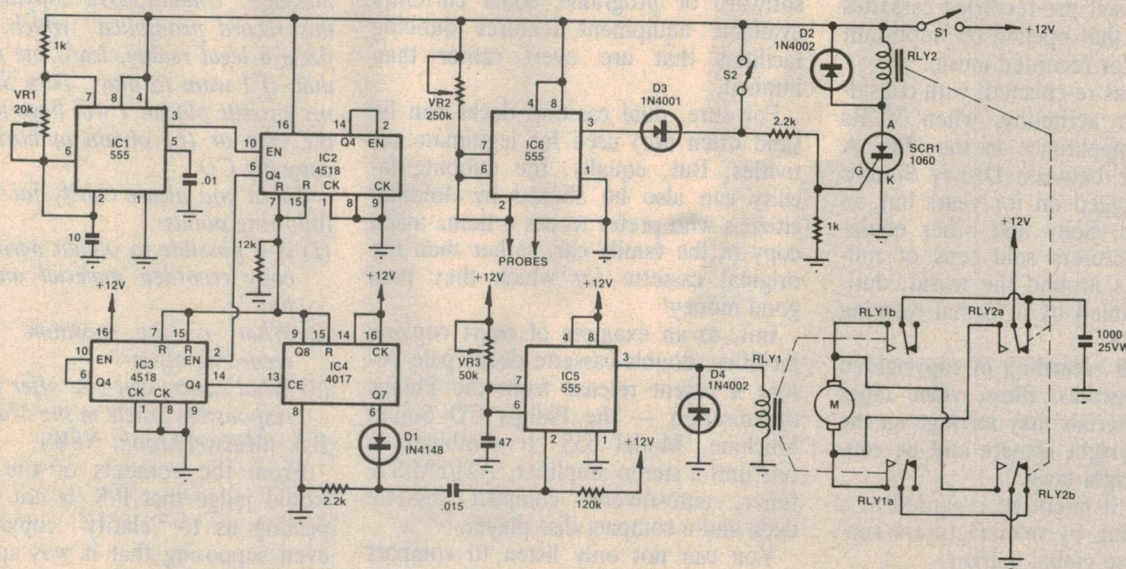 1k
VR1
20k
7 8 4
3
6
IC1
555
5
2
1
.01
10
16 14 2
Q4 EN
10
IC2
4518
6
Q4
R R CK CK
7 15 8 1 9
12k
VR2
250k
4 8
7
6
IC6
555
3
2
1
PROBES
D3
1N4001
S2
2.2k
1k
D2
1N4002
RLY2
S1
+12V
A
SCR1
1060
G K
+12V
16 15 2
EN R R EN
10
IC3
4518
6
Q4 Q4
14
CK CK
8 9
+12V
15 14 16
R CK
9
Q8
IC4
4017
13
CE Q7
8 6
D1
1N4148
2.2k
.015
+12V
VR3
50k
47
+12V
4 8
3
7
6
555
2 1
+12V
120k
D4
1N4002
RLY1
+12V
RLY1b
RLY2a
1000
25VW
RLY1a
RLY2b